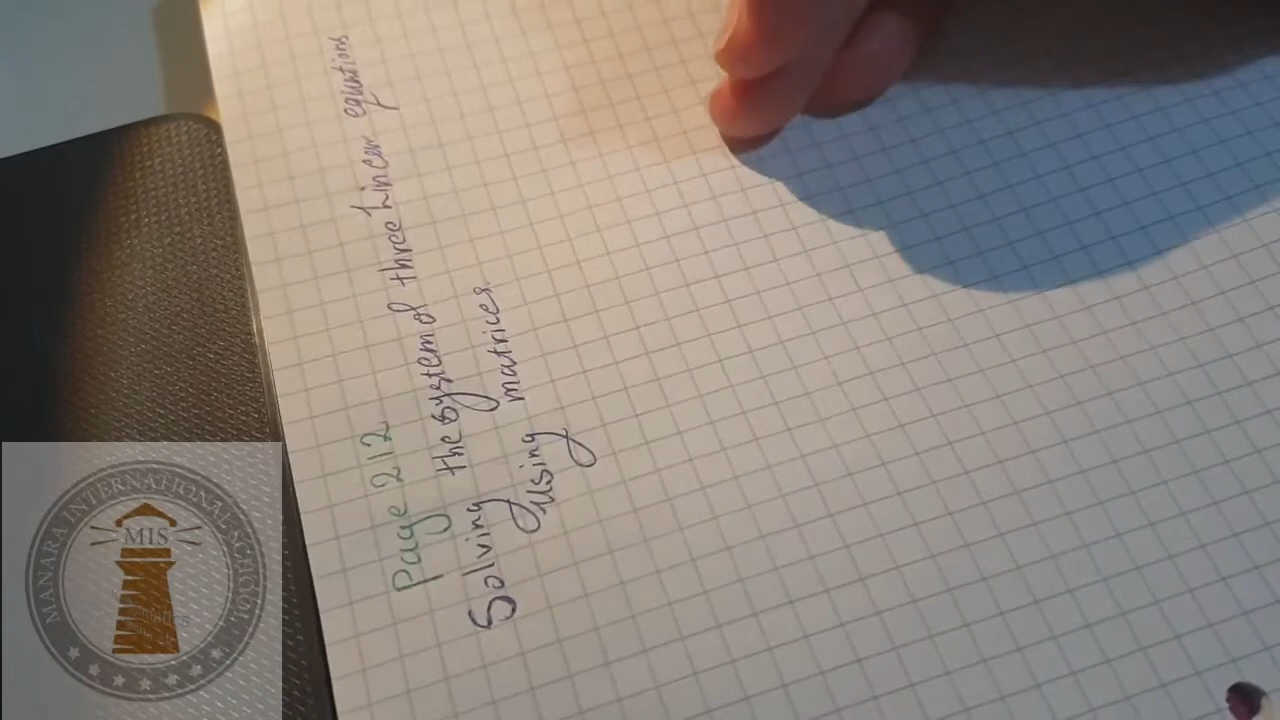 Page 212
Solving the system of three Linear equations
using matrices.
MANARA INTERNATIONAL SCHOOL
MIS